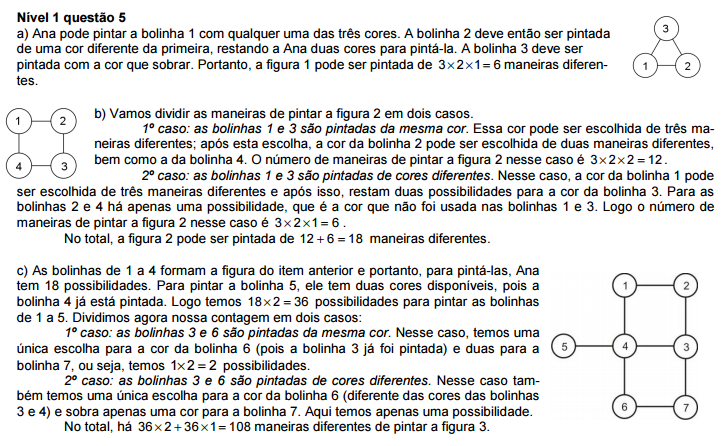 Nível 1 questão 5
a) Ana pode pintar a bolinha 1 com qualquer uma das três cores. A bolinha 2 deve então ser pintada
de uma cor diferente da primeira, restando a Ana duas cores para pintá-la. A bolinha 3 deve ser
pintada com a cor que sobrar. Portanto, a figura 1 pode ser pintada de 3×2×1= 6 maneiras diferen-
tes.
3
1
2
1
2
4
3
b) Vamos dividir as maneiras de pintar a figura 2 em dois casos.
1º caso: as bolinhas 1 e 3 são pintadas da mesma cor. Essa cor pode ser escolhida de três ma-
neiras diferentes; após esta escolha, a cor da bolinha 2 pode ser escolhida de duas maneiras diferentes,
bem como a da bolinha 4. O número de maneiras de pintar a figura 2 nesse caso é 3×2×2 = 12.
2º caso: as bolinhas 1 e 3 são pintadas de cores diferentes. Nesse caso, a cor da bolinha 1 pode
ser escolhida de três maneiras diferentes e após isso, restam duas possibilidades para a cor da bolinha 3. Para as
bolinhas 2 e 4 há apenas uma possibilidade, que é a cor que não foi usada nas bolinhas 1 e 3. Logo o número de
maneiras de pintar a figura 2 nesse caso é 3×2×1= 6 .
No total, a figura 2 pode ser pintada de 12 + 6 = 18 maneiras diferentes.
c) As bolinhas de 1 a 4 formam a figura do item anterior e portanto, para pintá-las, Ana
tem 18 possibilidades. Para pintar a bolinha 5, ele tem duas cores disponíveis, pois a
bolinha 4 já está pintada. Logo temos 18×2 = 36 possibilidades para pintar as bolinhas
de 1 a 5. Dividimos agora nossa contagem em dois casos:
1º caso: as bolinhas 3 e 6 são pintadas da mesma cor. Nesse caso, temos uma
única escolha para a cor da bolinha 6 (pois a bolinha 3 já foi pintada) e duas para a
bolinha 7, ou seja, temos 1×2 = 2 possibilidades.
2º caso: as bolinhas 3 e 6 são pintadas de cores diferentes. Nesse caso tam-
bém temos uma única escolha para a cor da bolinha 6 (diferente das cores das bolinhas
3 e 4) e sobra apenas uma cor para a bolinha 7. Aqui temos apenas uma possibilidade.
No total, há 36×2 + 36×1= 108 maneiras diferentes de pintar a figura 3.
1
2
5
4
3
6
7